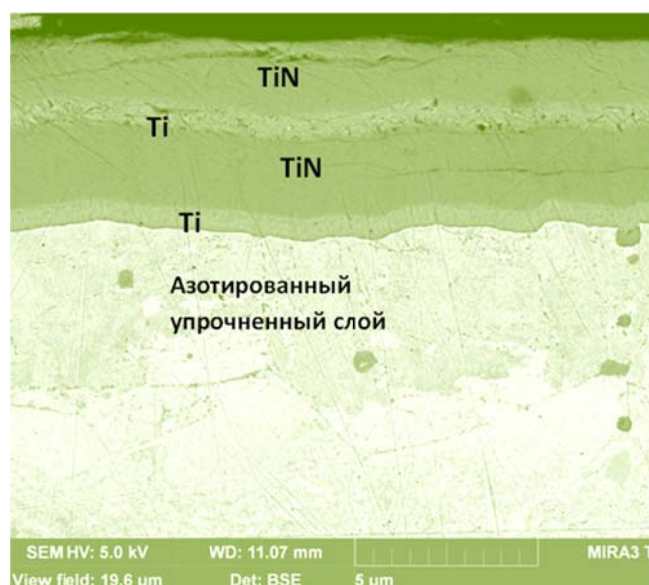 TiN
Ti
TiN
Ti
Азотированный
упрочненный слой
SEM HV: 5.0 kV WD: 11.07 mm MIRA3 T
View field: 19.6 µm Det: BSE 5 µm